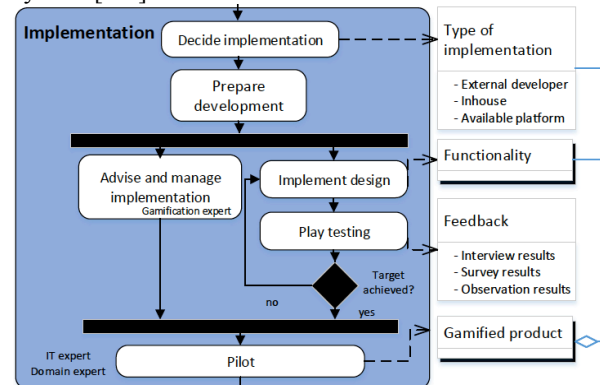 Implementation
Decide implementation
Prepare
development
Advise and manage
implementation
Gamification expert
Implement design
Play testing
Target
achieved?
no
yes
IT expert
Domain expert
Pilot
Type of
implementation
- External developer
- Inhouse
- Available platform
Functionality
Feedback
- Interview results
- Survey results
- Observation results
Gamified product